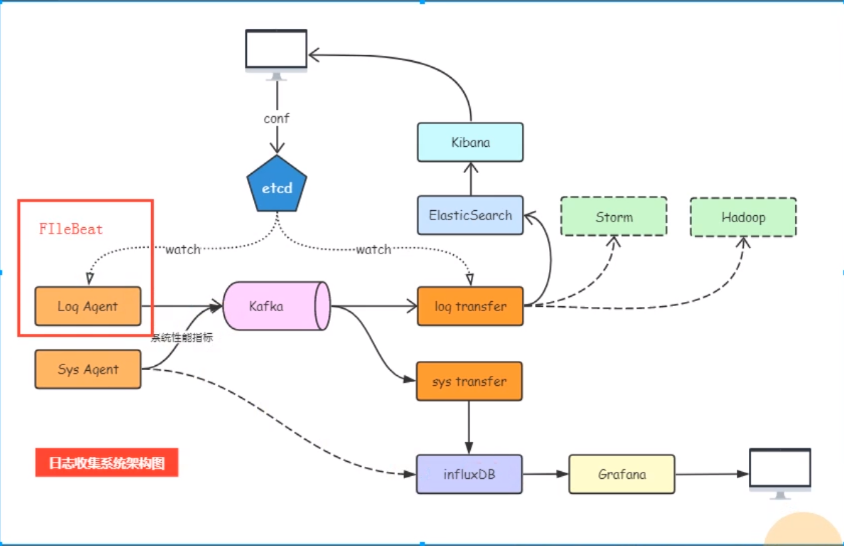 conf
Kibana
etcd
ElasticSearch
Storm
Hadoop
FIleBeat
watch
watch
Log Agent
Kafka
log transfer
系统性能指标
Sys Agent
sys transfer
日志收集系统架构图
influxDB
Grafana